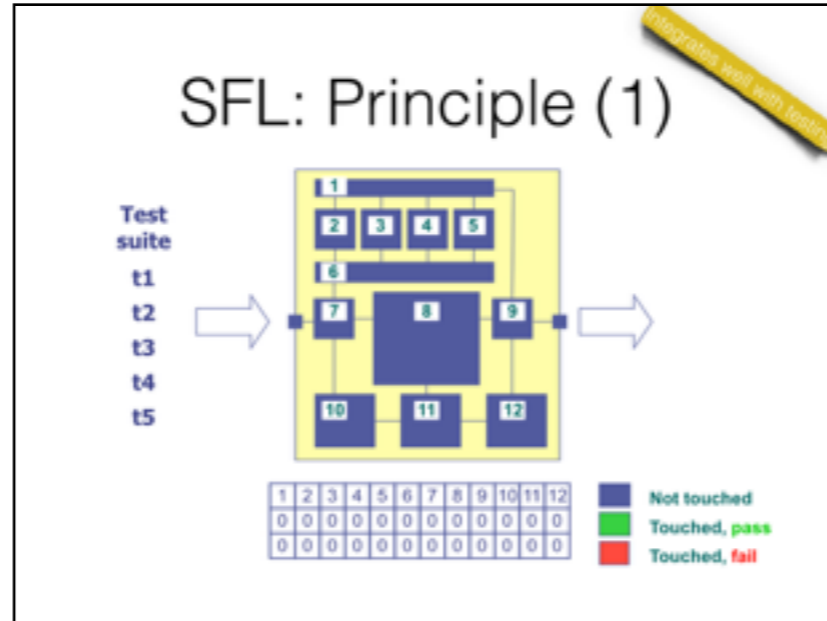 Integrates well with testing
SFL: Principle (1)
Test
suite
t1
t2
t3
t4
t5
1
2 3 4 5
6
7 8 9
10 11 12
1 2 3 4 5 6 7 8 9 10 11 12
0 0 0 0 0 0 0 0 0 0 0 0
0 0 0 0 0 0 0 0 0 0 0 0
Not touched
Touched, pass
Touched, fail